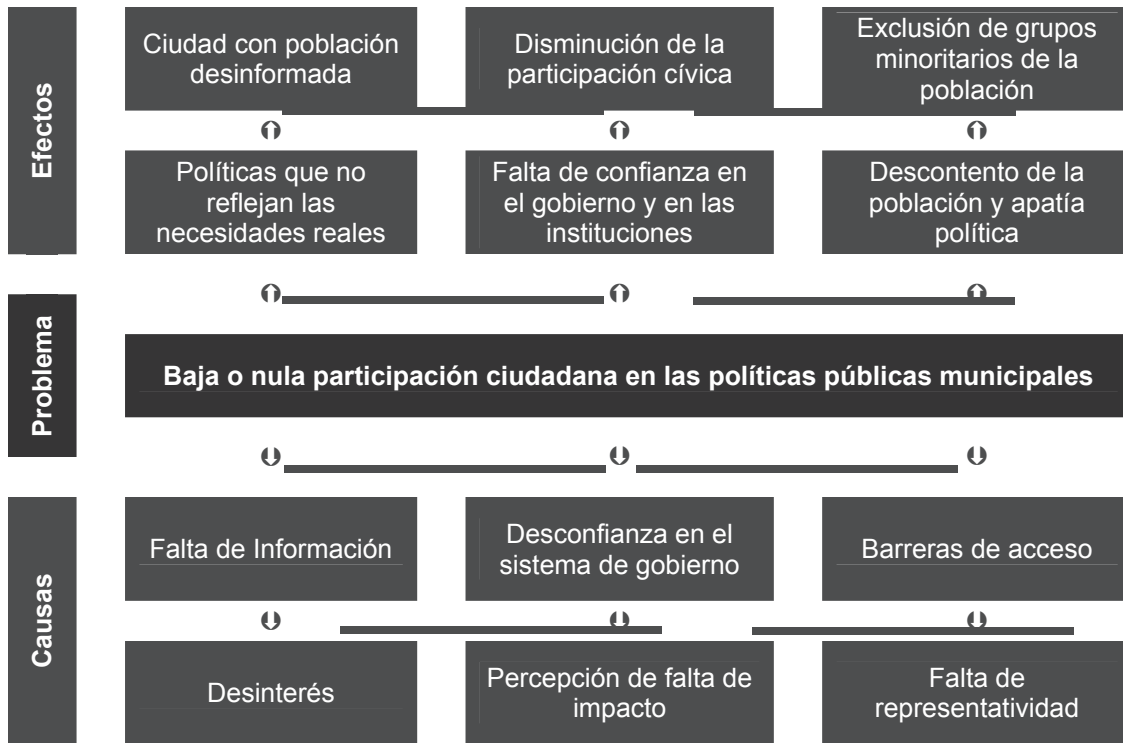 Efectos
Ciudad con población
desinformada
Disminución de la
participación cívica
Exclusión de grupos
minoritarios de la
población
Políticas que no
reflejan las
necesidades reales
Falta de confianza en
el gobierno y en las
instituciones
Descontento de la
población y apatía
política
Problema
Baja o nula participación ciudadana en las políticas públicas municipales
Causas
Falta de Información
Desconfianza en el
sistema de gobierno
Barreras de acceso
Desinterés
Percepción de falta de
impacto
Falta de
representatividad